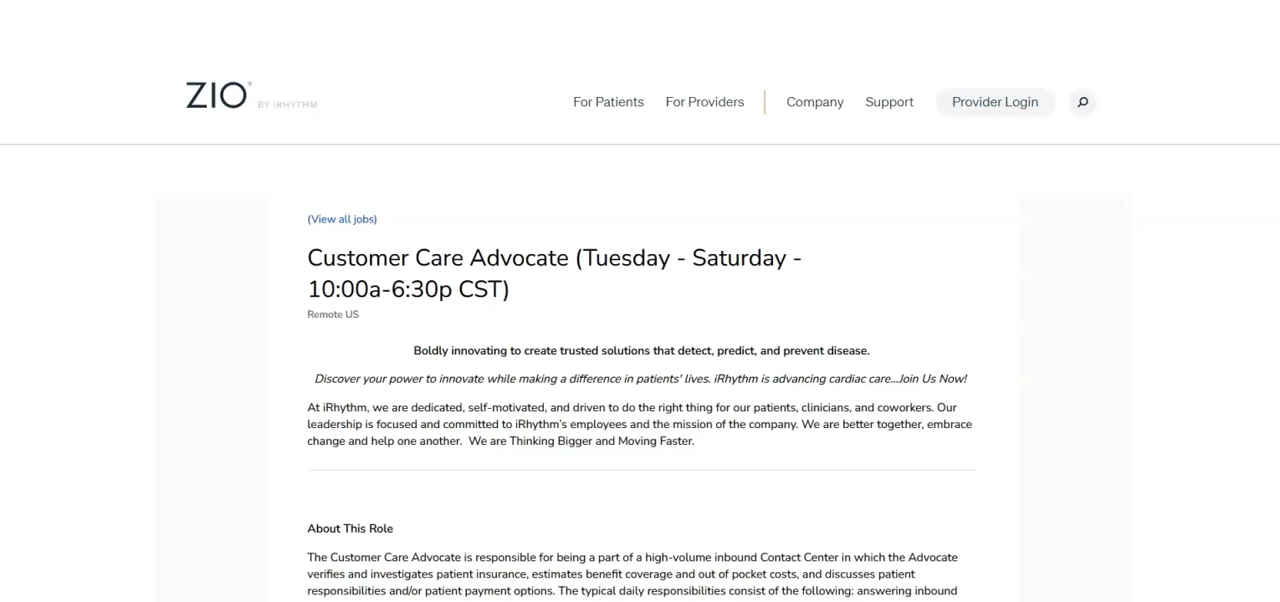 ZIO® BY iRHYTHM
For Patients For Providers Company Support Provider Login
(View all jobs)
Customer Care Advocate (Tuesday - Saturday -
10:00a-6:30p CST)
Remote US
Boldly innovating to create trusted solutions that detect, predict, and prevent disease.
Discover your power to innovate while making a difference in patients' lives. iRhythm is advancing cardiac care...Join Us Now!
At iRhythm, we are dedicated, self-motivated, and driven to do the right thing for our patients, clinicians, and coworkers. Our
leadership is focused and committed to iRhythm's employees and the mission of the company. We are better together, embrace
change and help one another. We are Thinking Bigger and Moving Faster.
About This Role
The Customer Care Advocate is responsible for being a part of a high-volume inbound Contact Center in which the Advocate
verifies and investigates patient insurance, estimates benefit coverage and out of pocket costs, and discusses patient
responsibilities and/or patient payment options. The typical daily responsibilities consist of the following: answering inbound